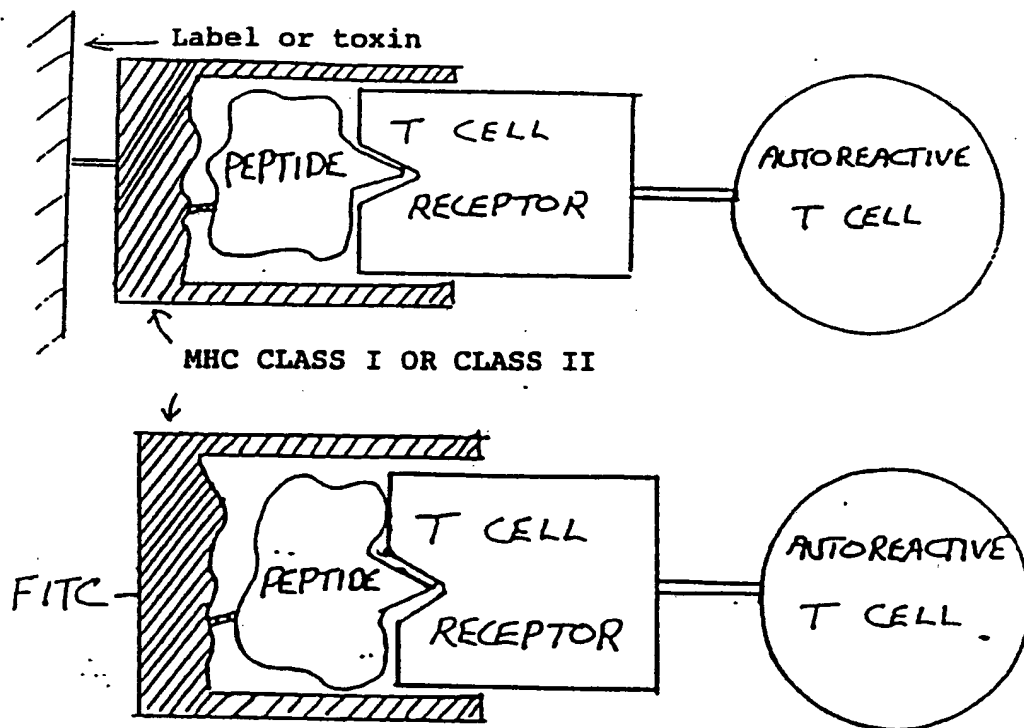 Label or toxin
PEPTIDE
T CELL
RECEPTOR
AUTOREACTIVE
T CELL
MHC CLASS I OR CLASS II
FITC
PEPTIDE
T CELL
RECEPTOR
AUTOREACTIVE
T CELL